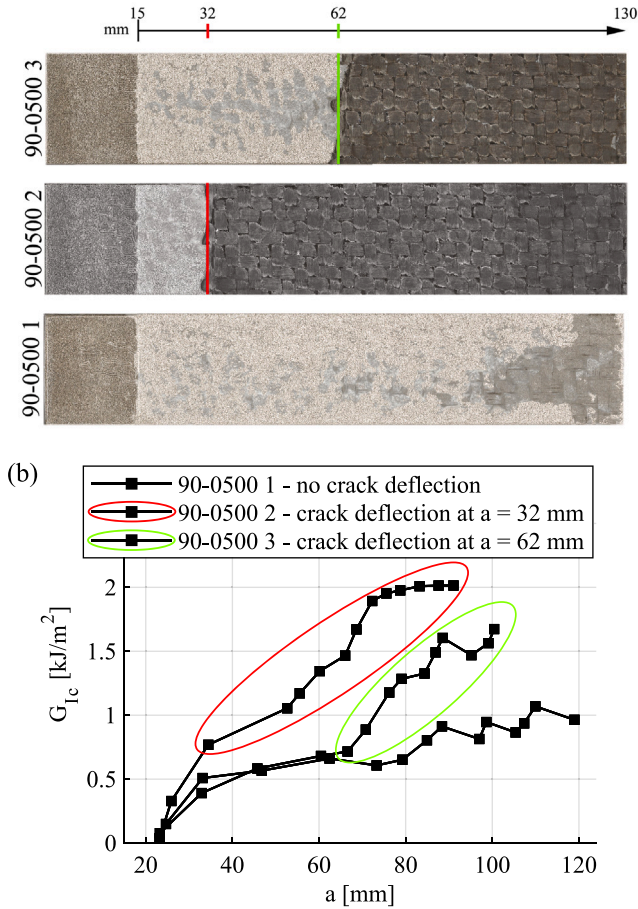 15 32 62 130
mm
90-0500 3
90-0500 2
90-0500 1
(b)
90-0500 1 - no crack deflection
90-0500 2 - crack deflection at a = 32 mm
90-0500 3 - crack deflection at a = 62 mm
G_Ic [kJ/m²]
2
1.5
1
0.5
0
20 40 60 80 100 120
a [mm]